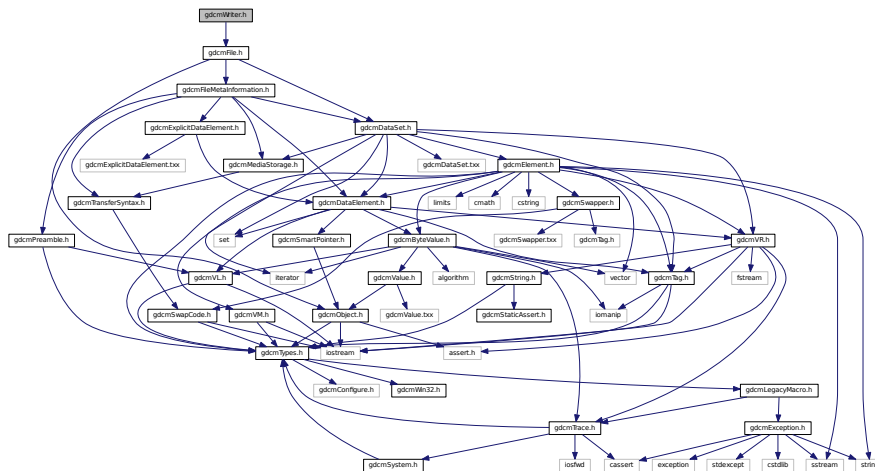 gdcmWriter.h
gdcmFile.h
gdcmFileMetaInformation.h
gdcmExplicitDataElement.h
gdcmDataSet.h
gdcmExplicitDataElement.txx
gdcmMediaStorage.h
gdcmDataSet.txx
gdcmElement.h
gdcmTransferSyntax.h
gdcmDataElement.h
limits
cmath
cstring
gdcmSwapper.h
gdcmPreamble.h
set
gdcmSmartPointer.h
gdcmByteValue.h
gdcmSwapper.txx
gdcmTag.h
gdcmVR.h
gdcmVL.h
iterator
gdcmValue.h
algorithm
gdcmString.h
vector
gdcmTag.h
fstream
gdcmSwapCode.h
gdcmVM.h
gdcmObject.h
gdcmValue.txx
gdcmStaticAssert.h
iomanip
gdcmTypes.h
iostream
assert.h
gdcmConfigure.h
gdcmWin32.h
gdcmLegacyMacro.h
gdcmTrace.h
gdcmException.h
gdcmSystem.h
iosfwd
cassert
exception
stdexcept
cstdlib
sstream